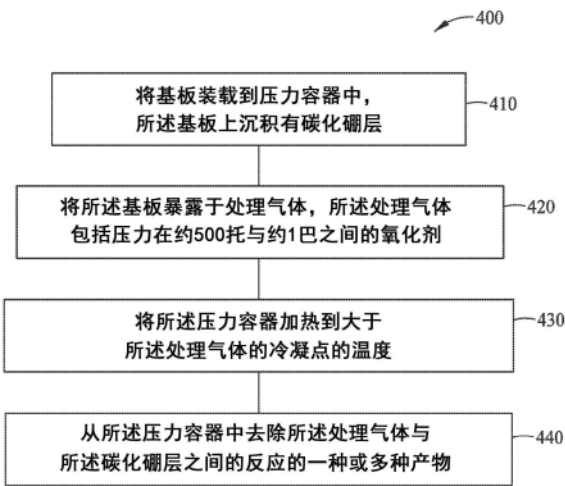 400
将基板装载到压力容器中，
所述基板上沉积有碳化硼层
410
将所述基板暴露于处理气体，所述处理气体
包括压力在约500托与约1巴之间的氧化剂
420
将所述压力容器加热到大于
所述处理气体的冷凝点的温度
430
从所述压力容器中去除所述处理气体与
所述碳化硼层之间的反应的一种或多种产物
440